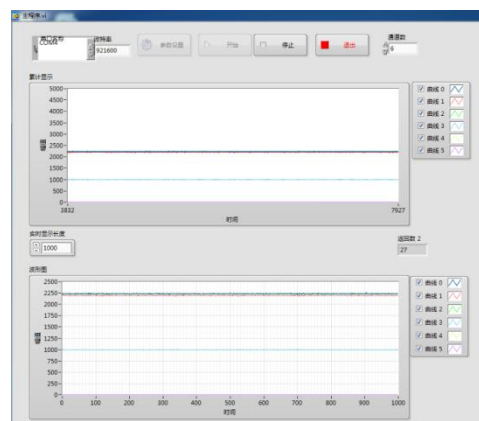 主程序.vi
串口名称 波特率 通道数
COM4 921600 参数设置 开始 停止 退出 6
累计显示
5000
4500
4000
3500
3000
2500
2000
1500
1000
500
0
幅值
3832 7927
时间
曲线 0
曲线 1
曲线 2
曲线 3
曲线 4
曲线 5
实时显示长度 返回数 2
1000 27
波形图
2500
2250
2000
1750
1500
1250
1000
750
500
250
0
幅值
0 100 200 300 400 500 600 700 800 900 1000
时间
曲线 0
曲线 1
曲线 2
曲线 3
曲线 4
曲线 5